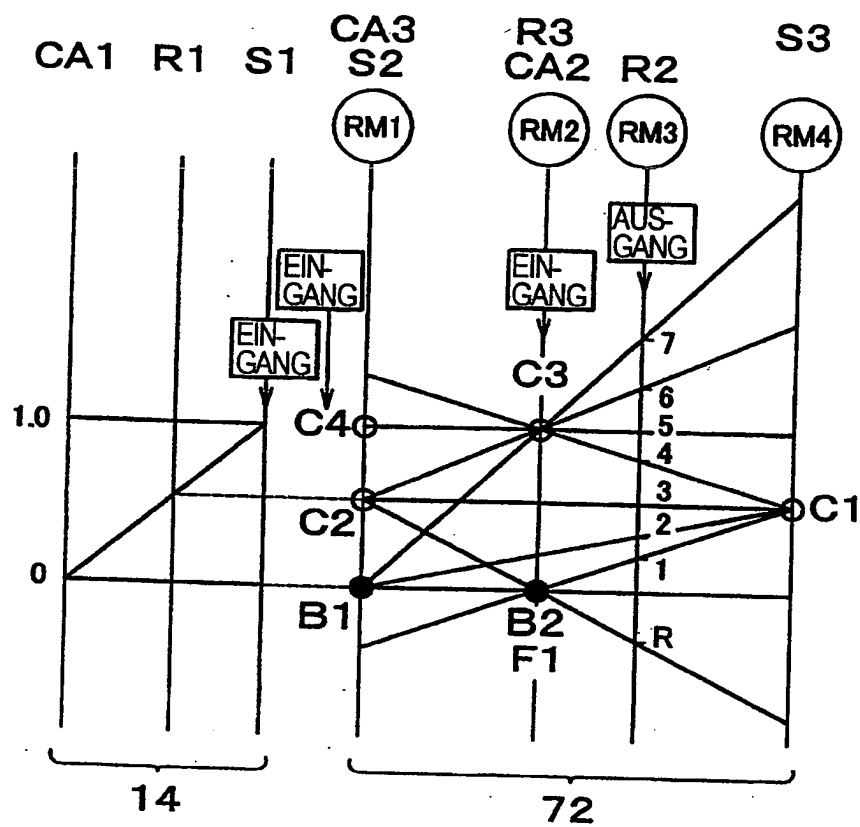 CA1 R1 S1 CA3 R3 S3
S2 CA2 R2
RM1 RM2 RM3 RM4
AUS-
GANG
EIN-
GANG
EIN-
GANG
EIN-
GANG
7
C3
6
1.0 C4 5
4
3
C2 C1
2
0 1
B1 B2 R
F1
14 72